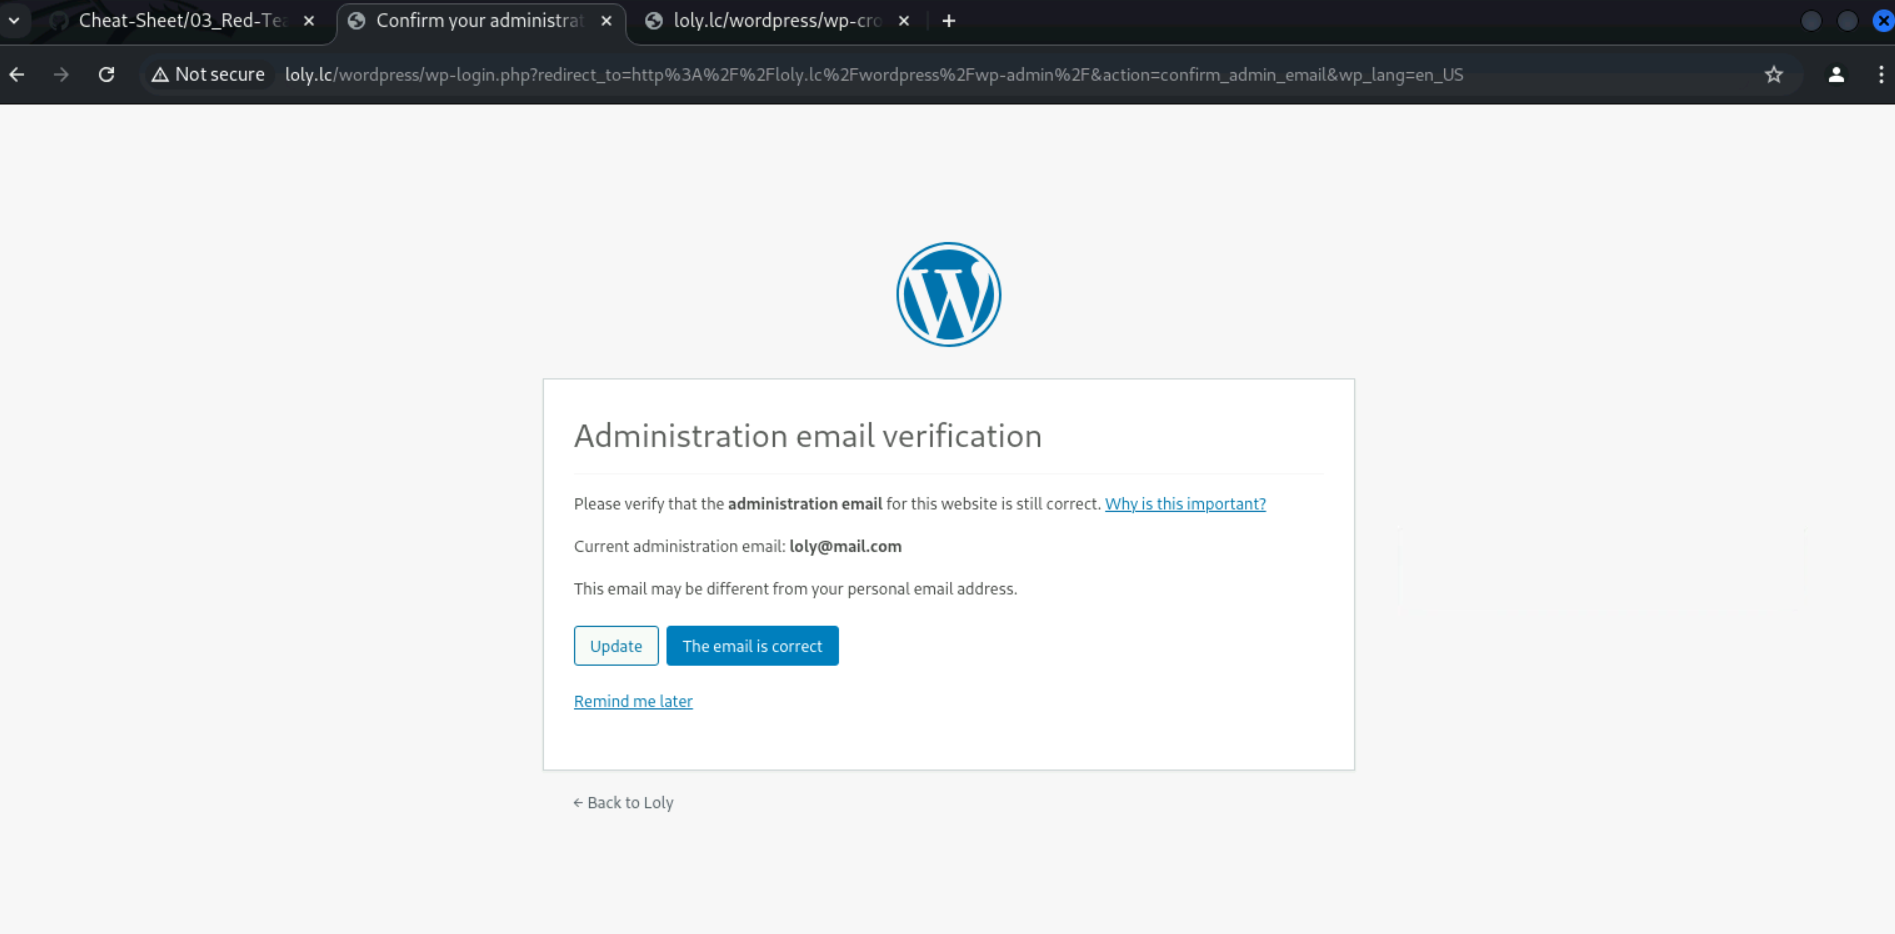 Cheat-Sheet/03_Red-Tea
Confirm your administrat
loly.lc/wordpress/wp-cro
Not secure
loly.lc/wordpress/wp-login.php?redirect_to=http%3A%2F%2Floly.lc%2Fwordpress%2Fwp-admin%2F&action=confirm_admin_email&wp_lang=en_US
Administration email verification
Please verify that the administration email for this website is still correct. Why is this important?
Current administration email: loly@mail.com
This email may be different from your personal email address.
Update
The email is correct
Remind me later
← Back to Loly